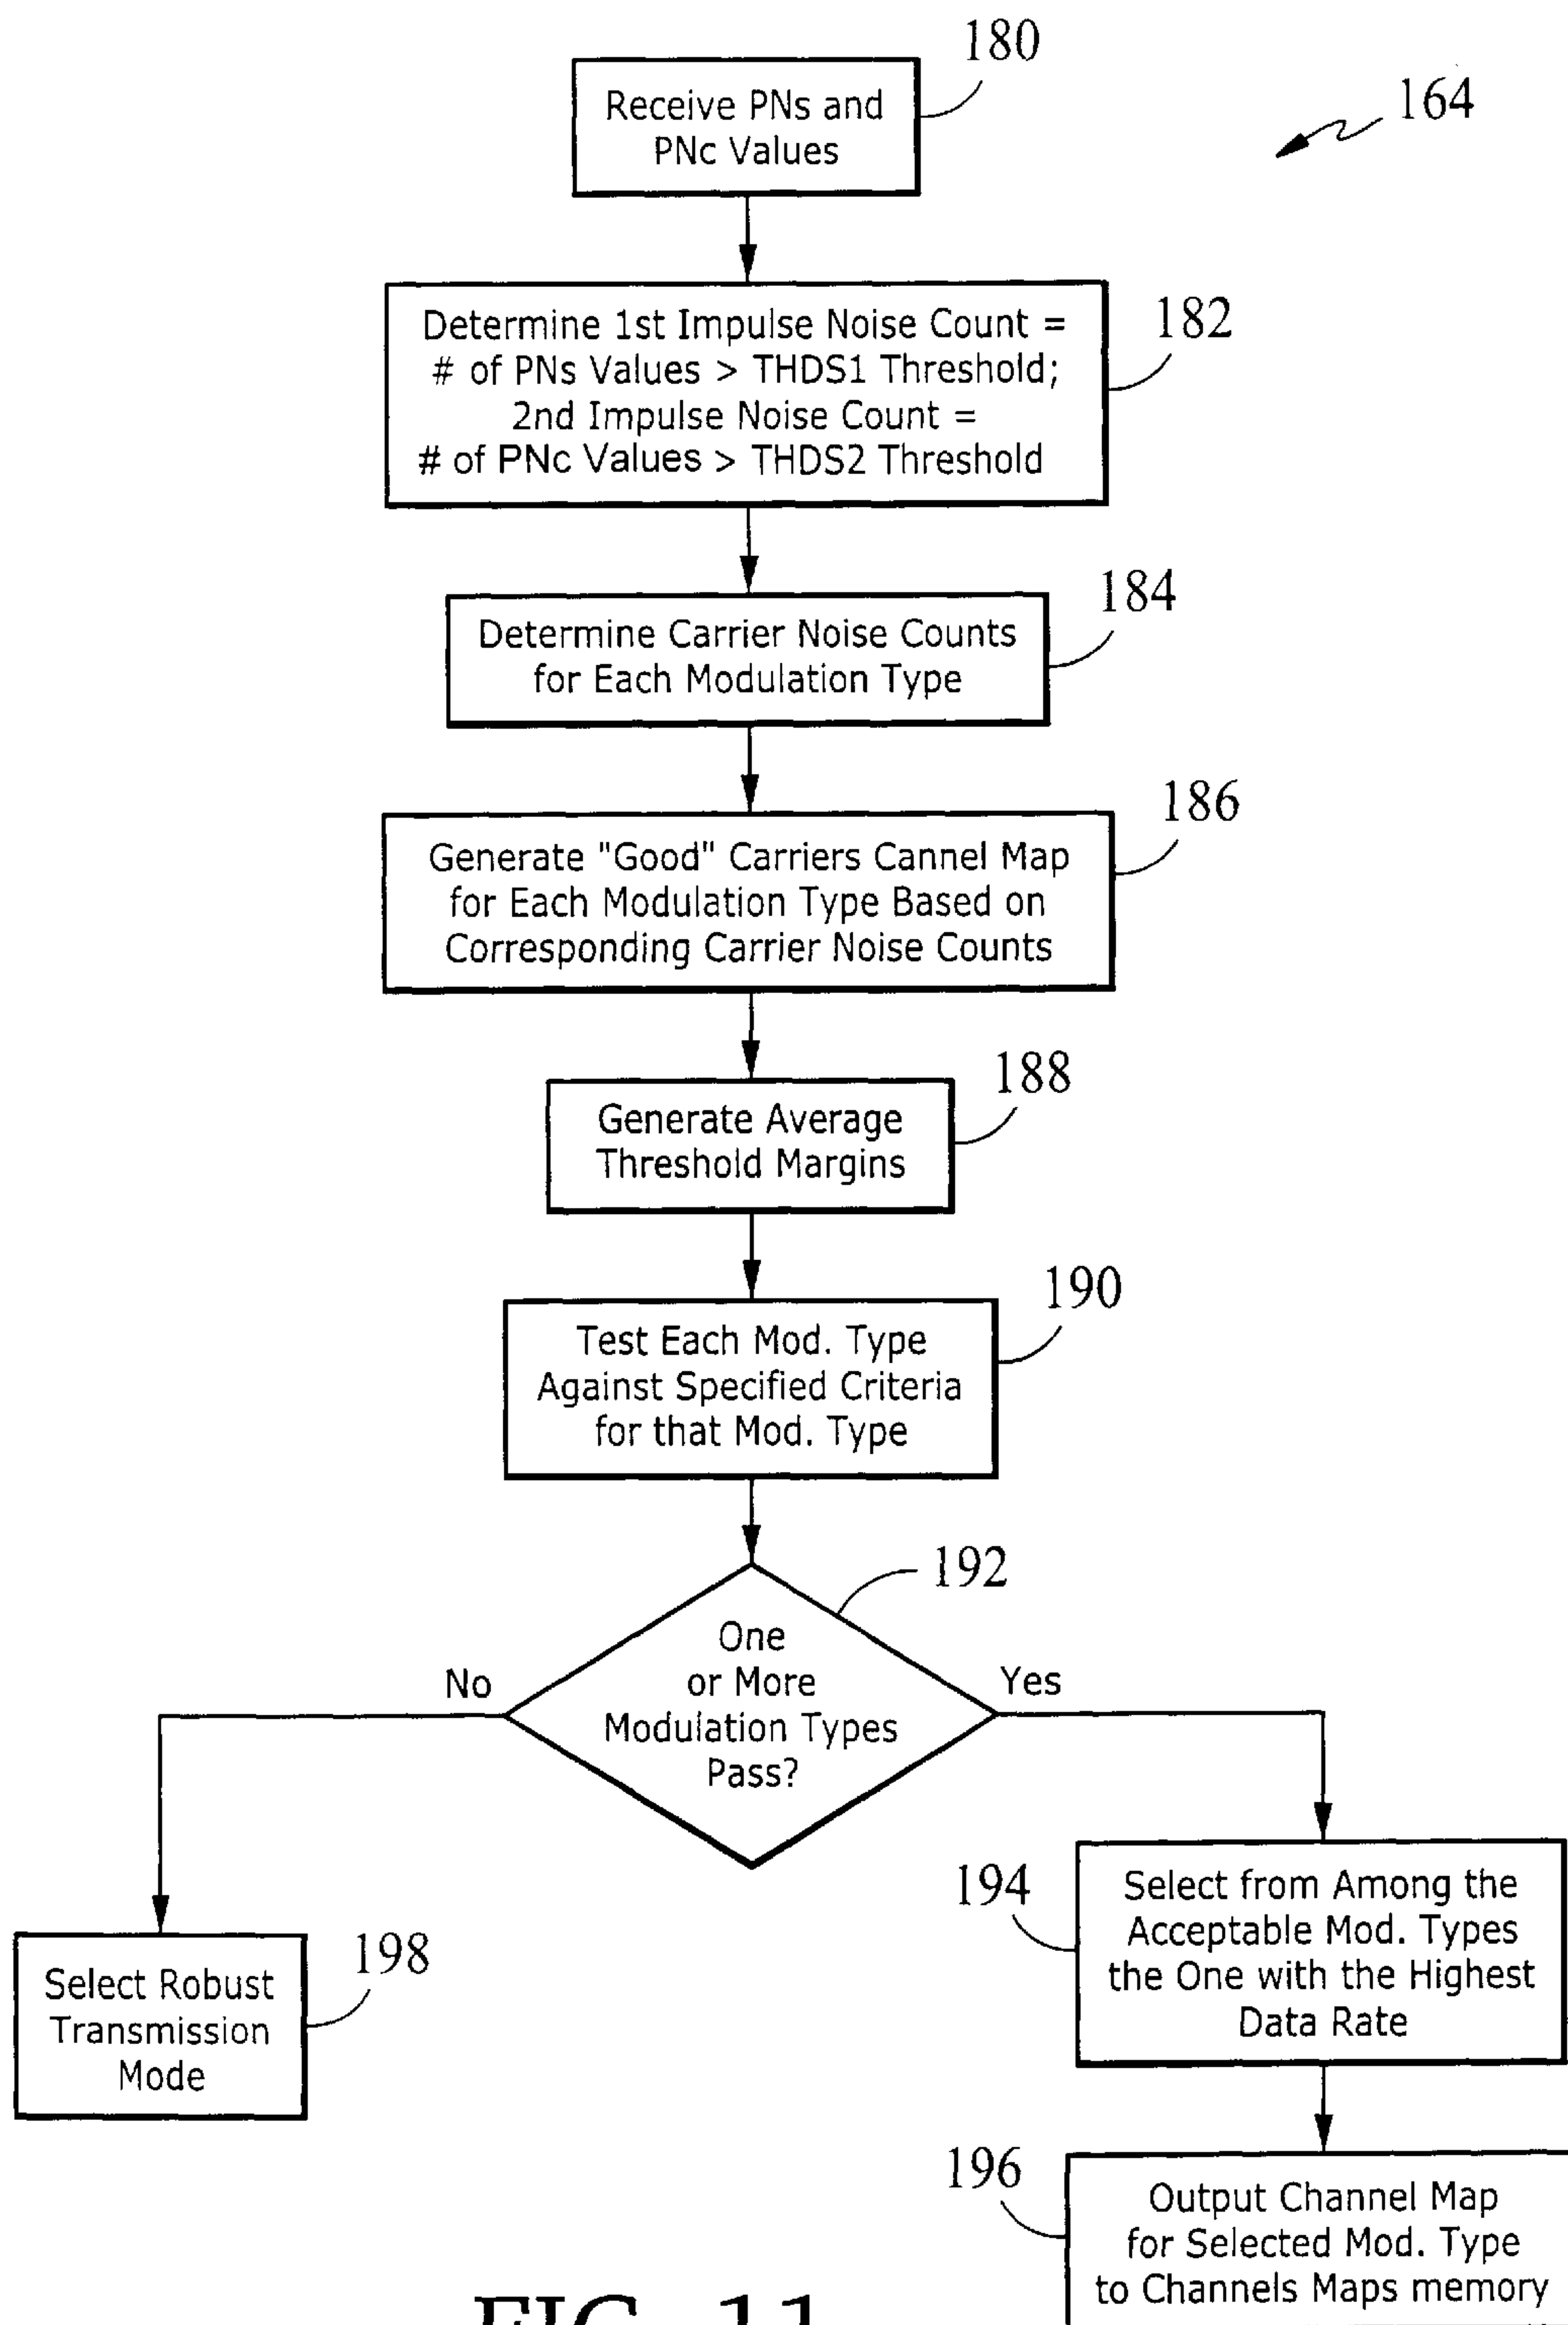 180
Receive PNs and
PNc Values
164
Determine 1st Impulse Noise Count =
# of PNs Values > THDS1 Threshold;
2nd Impulse Noise Count =
# of PNc Values > THDS2 Threshold
182
Determine Carrier Noise Counts
for Each Modulation Type
184
Generate "Good" Carriers Cannel Map
for Each Modulation Type Based on
Corresponding Carrier Noise Counts
186
Generate Average
Threshold Margins
188
Test Each Mod. Type
Against Specified Criteria
for that Mod. Type
190
One
or More
Modulation Types
Pass?
192
No
Yes
Select Robust
Transmission
Mode
198
194
Select from Among the
Acceptable Mod. Types
the One with the Highest
Data Rate
196
Output Channel Map
for Selected Mod. Type
to Channels Maps memory
FIG. 11